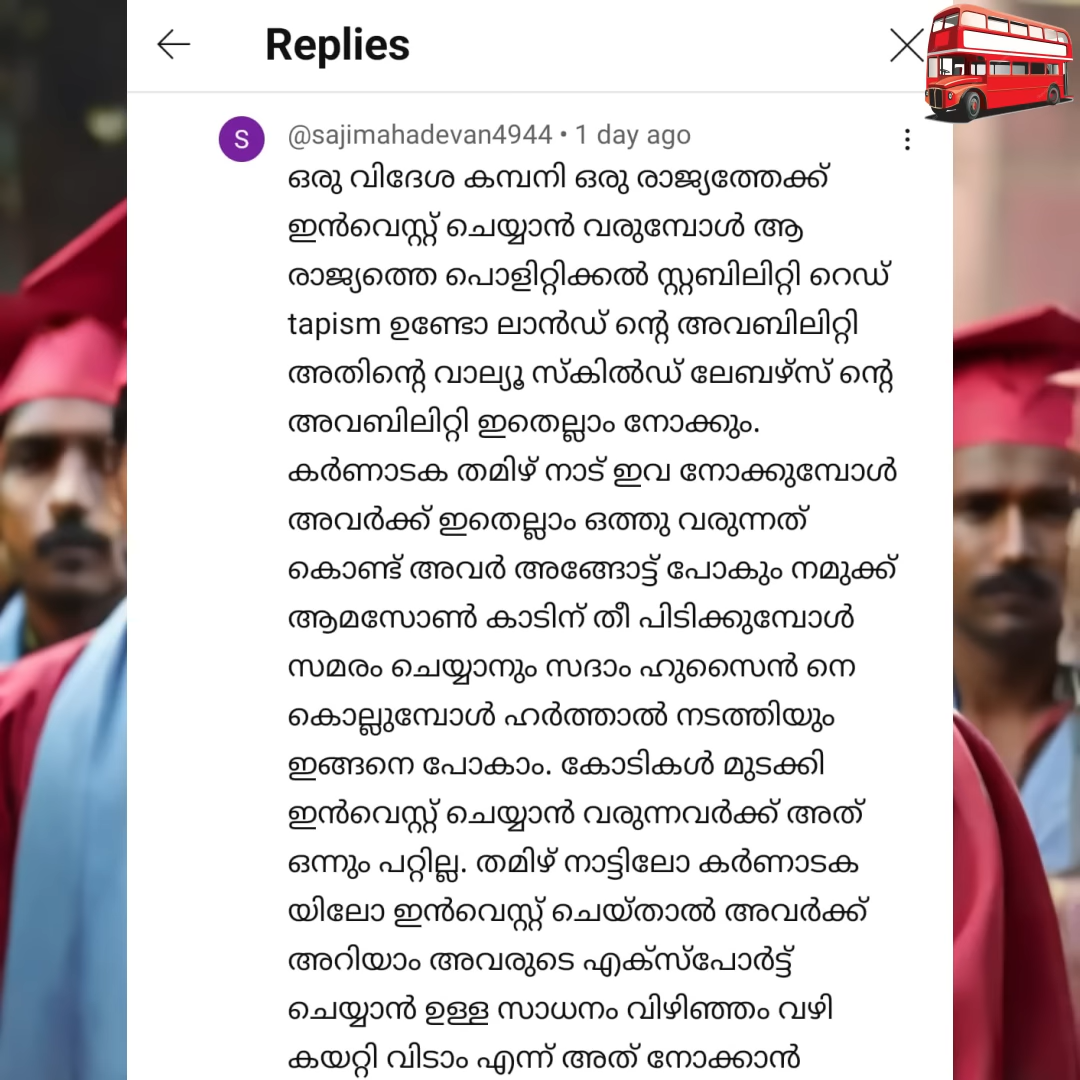 Replies
S
@sajimahadevan4944 • 1 day ago
ഒരു വിദേശ കമ്പനി ഒരു രാജ്യത്തേക്ക്
ഇൻവെസ്റ്റ് ചെയ്യാൻ വരുമ്പോൾ ആ
രാജ്യത്തെ പൊളിറ്റിക്കൽ സ്റ്റബിലിറ്റി റെഡ്
tapism ഉണ്ടോ ലാൻഡ് ന്റെ അവബിലിറ്റി
അതിന്റെ വാല്യൂ സ്കിൽഡ് ലേബഴ്സ് ന്റെ
അവബിലിറ്റി ഇതെല്ലാം നോക്കും.
കർണാടക തമിഴ് നാട് ഇവ നോക്കുമ്പോൾ
അവർക്ക് ഇതെല്ലാം ഒത്തു വരുന്നത്
കൊണ്ട് അവർ അങ്ങോട്ട് പോകും നമുക്ക്
ആമസോൺ കാടിന് തീ പിടിക്കുമ്പോൾ
സമരം ചെയ്യാനും സദാം ഹുസൈൻ നെ
കൊല്ലുമ്പോൾ ഹർത്താൽ നടത്തിയും
ഇങ്ങനെ പോകാം. കോടികൾ മുടക്കി
ഇൻവെസ്റ്റ് ചെയ്യാൻ വരുന്നവർക്ക് അത്
ഒന്നും പറ്റില്ല. തമിഴ് നാട്ടിലോ കർണാടക
യിലോ ഇൻവെസ്റ്റ് ചെയ്താൽ അവർക്ക്
അറിയാം അവരുടെ എക്സ്പോർട്ട്
ചെയ്യാൻ ഉള്ള സാധനം വിഴിഞ്ഞം വഴി
കയറ്റി വിടാം എന്ന് അത് നോക്കാൻ